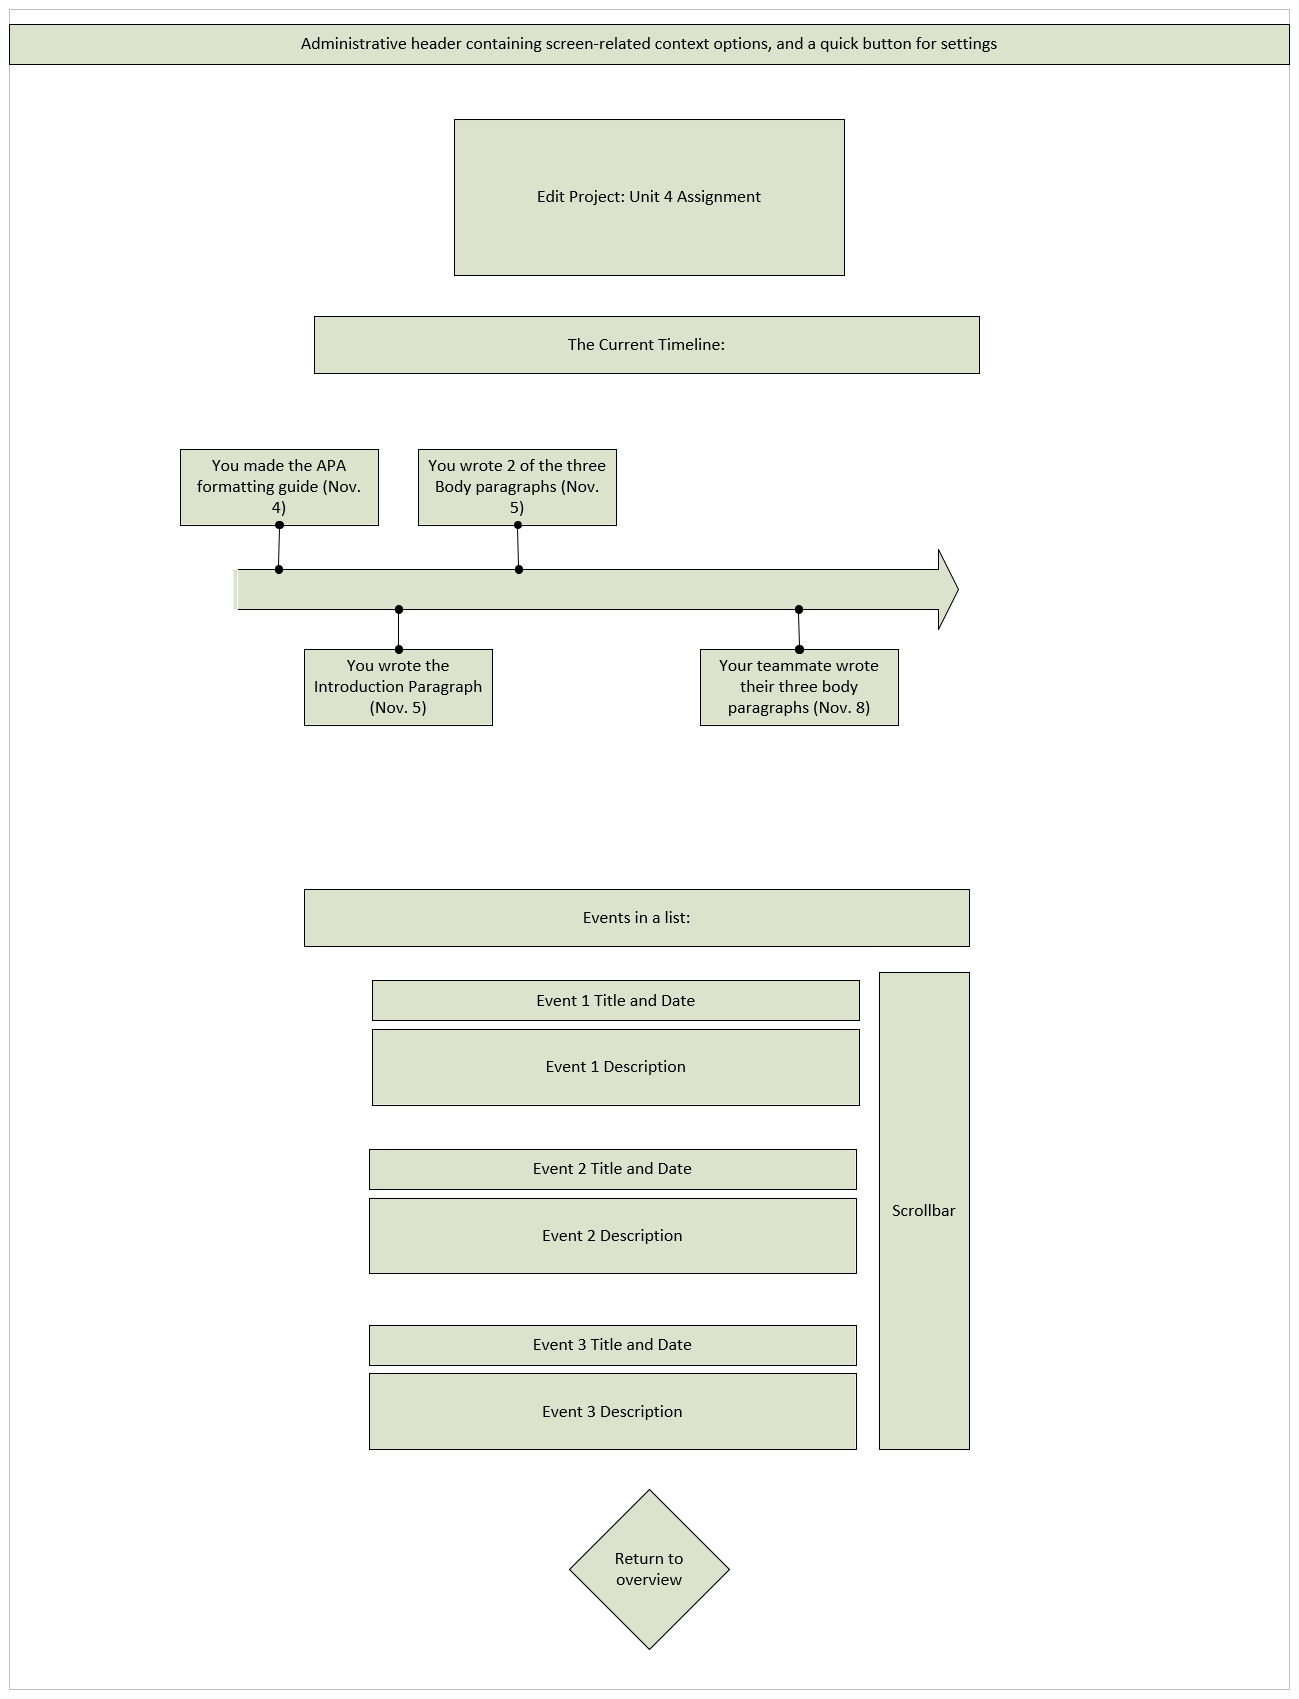 Administrative header containing screen-related context options, and a quick button for settings
Edit Project: Unit 4 Assignment
The Current Timeline:
You made the APA
formatting guide (Nov.
4)
You wrote 2 of the three
Body paragraphs (Nov.
5)
You wrote the
Introduction Paragraph
(Nov. 5)
Your teammate wrote
their three body
paragraphs (Nov. 8)
Events in a list:
Event 1 Title and Date
Event 1 Description
Event 2 Title and Date
Event 2 Description
Scrollbar
Event 3 Title and Date
Event 3 Description
Return to
overview